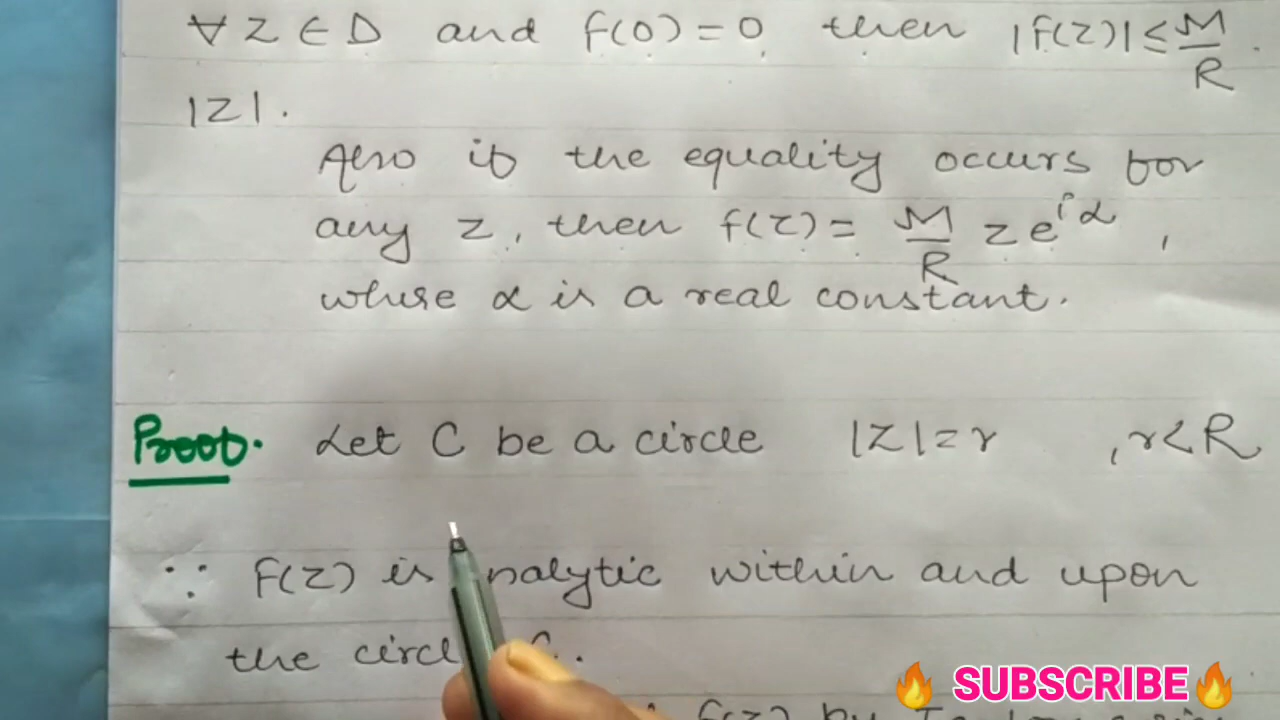 ∀ z ∈ D and f(0) = 0 then |f(z)| ≤ M/R .
|z|.
Also if the equality occurs for
any z, then f(z) = M/R z e^{iα} ,
where α is a real constant.
Proof. Let C be a circle |z| = r , r < R
∵ f(z) is analytic within and upon
the circle C.
f(z) by
🔥 SUBSCRIBE 🔥